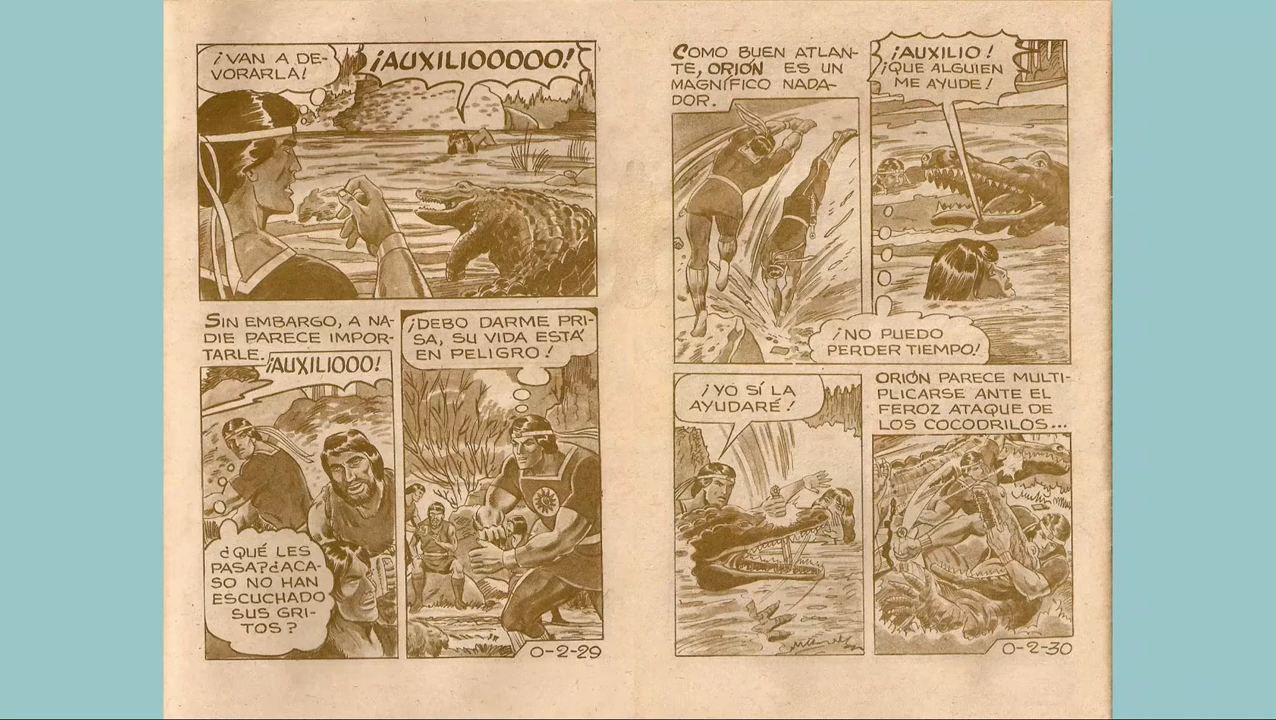 ¡VAN A DE-
VORARLA!
¡AUXILIOOOOO!
SIN EMBARGO, A NA-
DIE PARECE IMPOR-
TARLE.
¡AUXILIOOO!
¿QUÉ LES
PASA?¿ACA-
SO NO HAN
ESCUCHADO
SUS GRI-
TOS?
¡DEBO DARME PRI-
SA, SU VIDA ESTÁ
EN PELIGRO!
O-2-29
COMO BUEN ATLAN-
TE, ORIÓN ES UN
MAGNÍFICO NADA-
DOR.
¡AUXILIO!
¡QUE ALGUIEN
ME AYUDE!
¡NO PUEDO
PERDER TIEMPO!
¡YO SÍ LA
AYUDARÉ!
ORIÓN PARECE MULTI-
PLICARSE ANTE EL
FEROZ ATAQUE DE
LOS COCODRILOS...
O-2-30